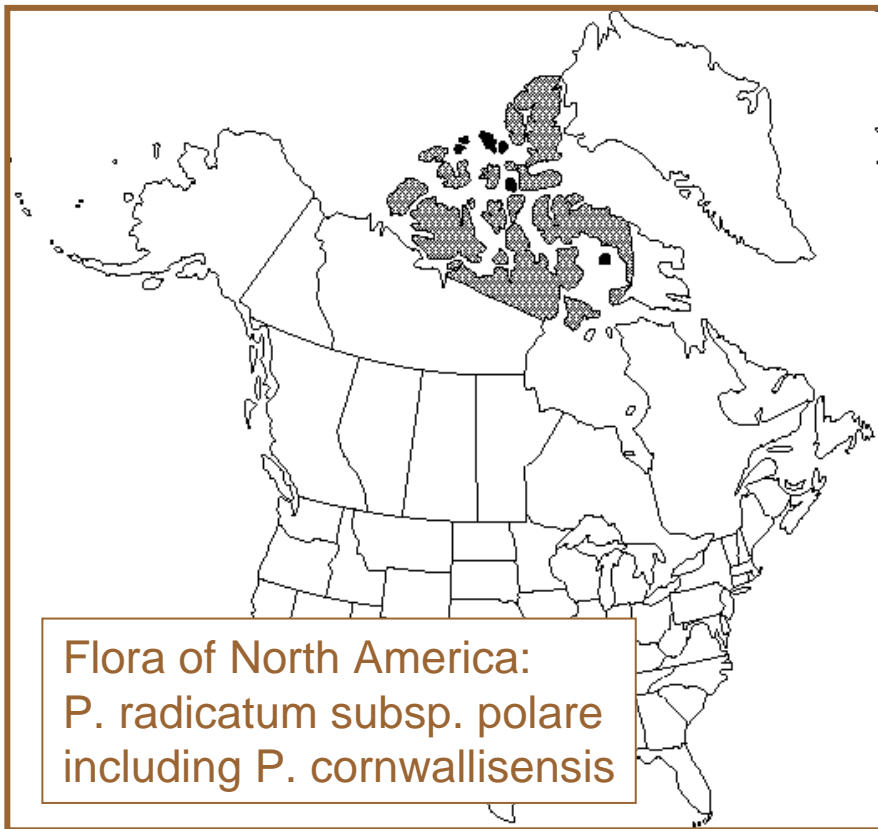 Flora of North America:
P. radicatum subsp. polare
including P. cornwallisensis